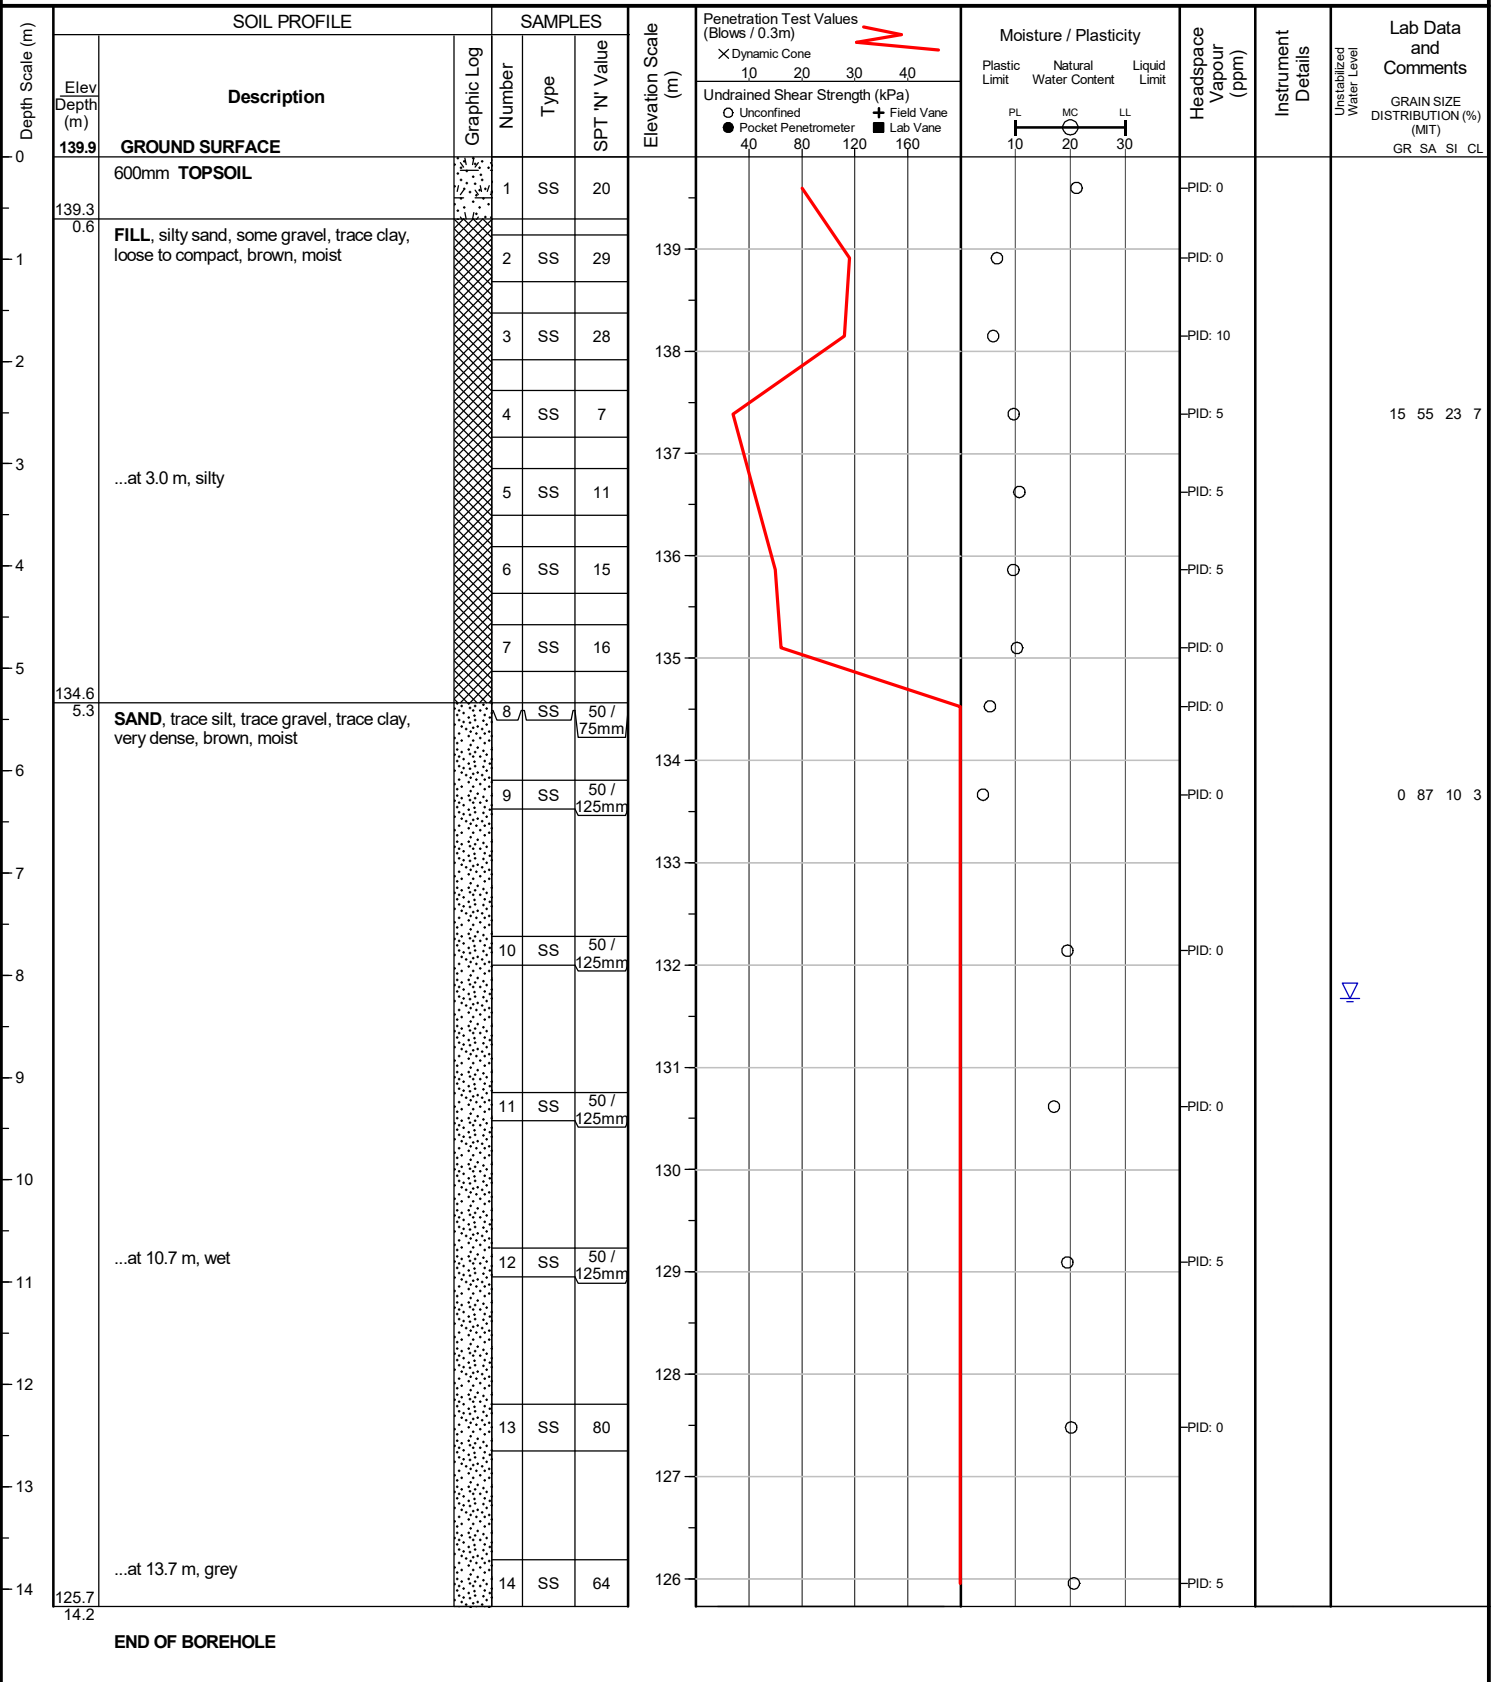 SOIL PROFILE
SAMPLES
Depth Scale (m)
Elev
Depth
(m)
Description
Graphic Log
Number
Type
SPT 'N' Value
Elevation Scale
(m)
Penetration Test Values
(Blows / 0.3m)
Dynamic Cone
10 20 30 40
Undrained Shear Strength (kPa)
Unconfined
Field Vane
Pocket Penetrometer
Lab Vane
40 80 120 160
Moisture / Plasticity
Plastic
Limit
Natural
Water Content
Liquid
Limit
PL MC LL
10 20 30
Headspace
Vapour
(ppm)
Instrument
Details
Unstabilized
Water Level
Lab Data
and
Comments
GRAIN SIZE
DISTRIBUTION (%)
(MIT)
GR SA SI CL
139.9 GROUND SURFACE
0
600mm TOPSOIL
1 SS 20
PID: 0
139.3
0.6
FILL, silty sand, some gravel, trace clay,
loose to compact, brown, moist
139
1
2 SS 29
PID: 0
3 SS 28
PID: 10
138
2
4 SS 7
PID: 5
15 55 23 7
137
3
...at 3.0 m, silty
5 SS 11
PID: 5
136
4
6 SS 15
PID: 5
7 SS 16
PID: 0
135
5
134.6
5.3
SAND, trace silt, trace gravel, trace clay,
very dense, brown, moist
8 SS 50 /
75mm
PID: 0
134
6
9 SS 50 /
125mm
PID: 0
0 87 10 3
133
7
10 SS 50 /
125mm
PID: 0
132
8
131
9
11 SS 50 /
125mm
PID: 0
130
10
...at 10.7 m, wet
12 SS 50 /
125mm
PID: 5
129
11
128
12
13 SS 80
PID: 0
127
13
...at 13.7 m, grey
14 SS 64
PID: 5
126
14
125.7
14.2
END OF BOREHOLE